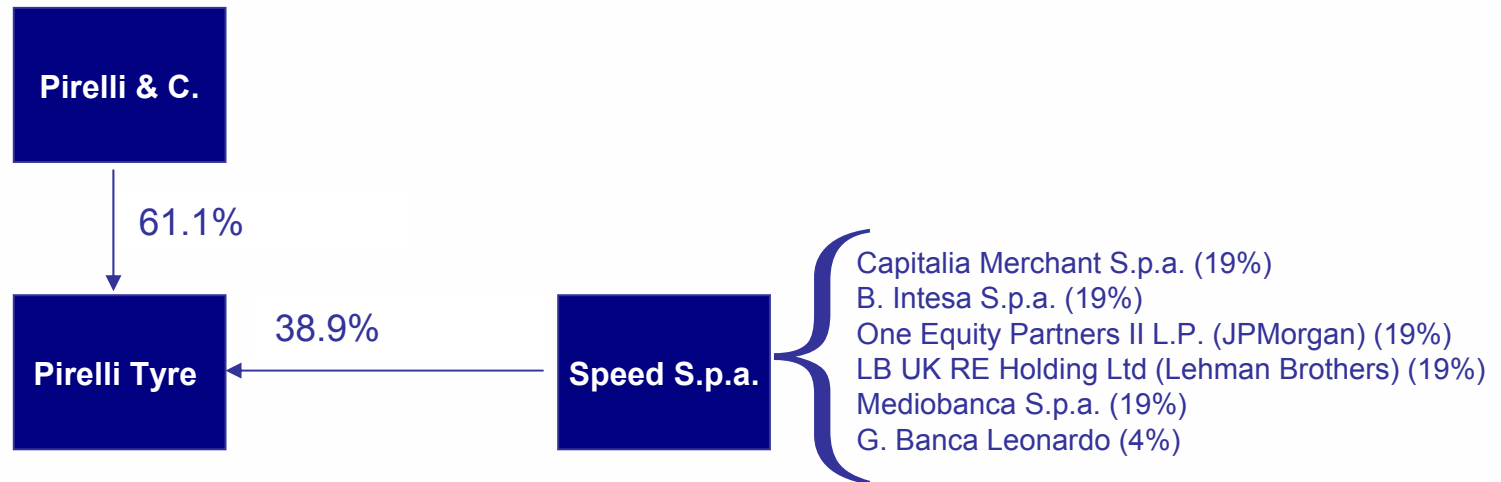 Pirelli & C.
61.1%
Pirelli Tyre
38.9%
Speed S.p.a.
Capitalia Merchant S.p.a. (19%)
B. Intesa S.p.a. (19%)
One Equity Partners II L.P. (JPMorgan) (19%)
LB UK RE Holding Ltd (Lehman Brothers) (19%)
Mediobanca S.p.a. (19%)
G. Banca Leonardo (4%)